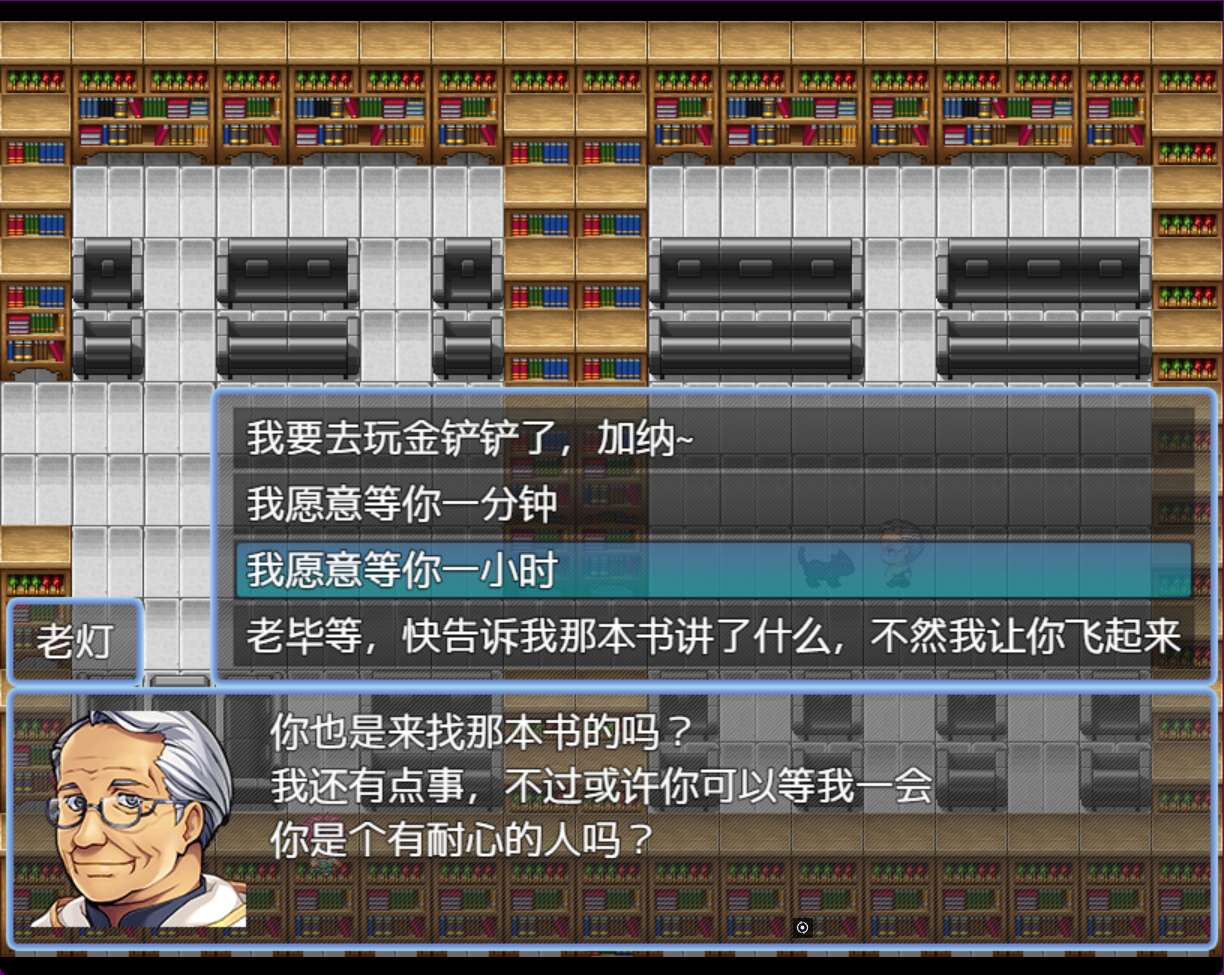 我要去玩金铲铲了，加纳~
我愿意等你一分钟
我愿意等你一小时
老毕等，快告诉我那本书讲了什么，不然我让你飞起来
老灯
你也是来找那本书的吗？
我还有点事，不过或许你可以等我一会
你是个有耐心的人吗？